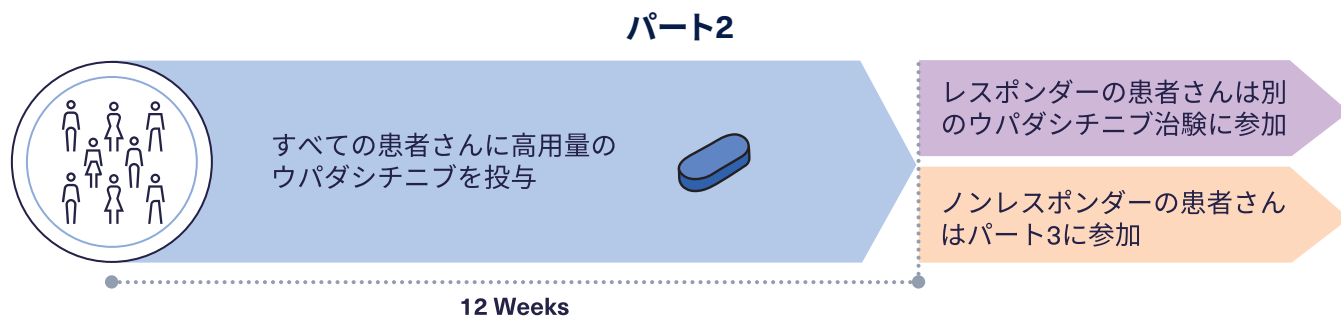 パート2
すべての患者さんに高用量の
ウパダシチニブを投与
レスポンダーの患者さんは別
のウパダシチニブ治験に参加
ノンレスポンダーの患者さん
はパート3に参加
12 Weeks